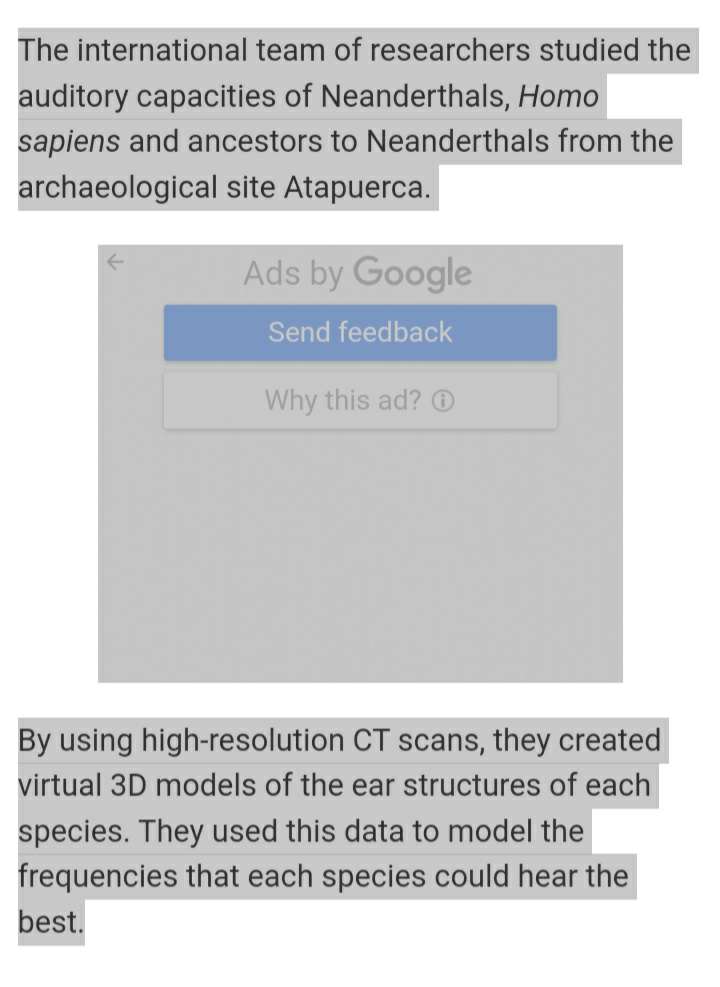 The international team of researchers studied the
auditory capacities of Neanderthals, Homo
sapiens and ancestors to Neanderthals from the
archaeological site Atapuerca.
Ads by Google
Send feedback
Why this ad?
By using high-resolution CT scans, they created
virtual 3D models of the ear structures of each
species. They used this data to model the
frequencies that each species could hear the
best.